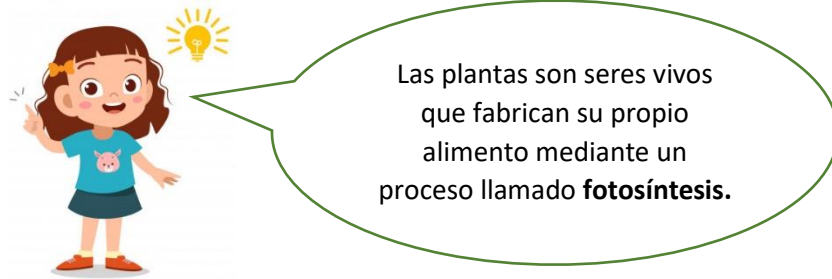 Las plantas son seres vivos
que fabrican su propio
alimento mediante un
proceso llamado fotosíntesis.